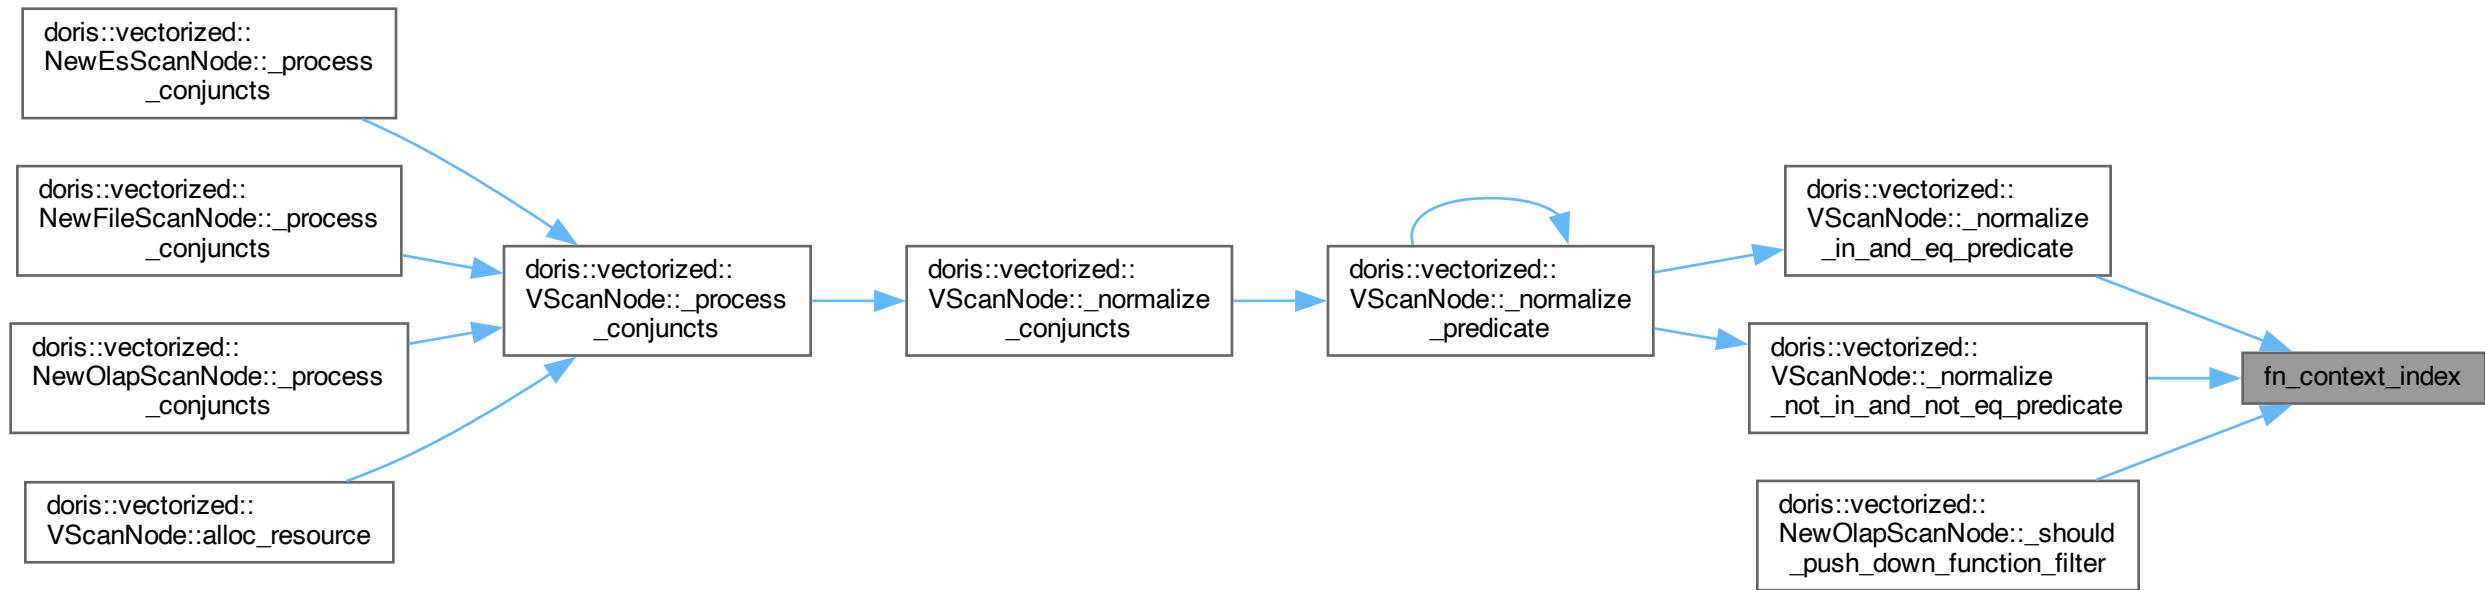 doris::vectorized::
NewEsScanNode::_process
_conjuncts
doris::vectorized::
NewFileScanNode::_process
_conjuncts
doris::vectorized::
NewOlapScanNode::_process
_conjuncts
doris::vectorized::
VScanNode::alloc_resource
doris::vectorized::
VScanNode::_process
_conjuncts
doris::vectorized::
VScanNode::_normalize
_conjuncts
doris::vectorized::
VScanNode::_normalize
_predicate
doris::vectorized::
VScanNode::_normalize
_in_and_eq_predicate
doris::vectorized::
VScanNode::_normalize
_not_in_and_not_eq_predicate
doris::vectorized::
NewOlapScanNode::_should
_push_down_function_filter
fn_context_index